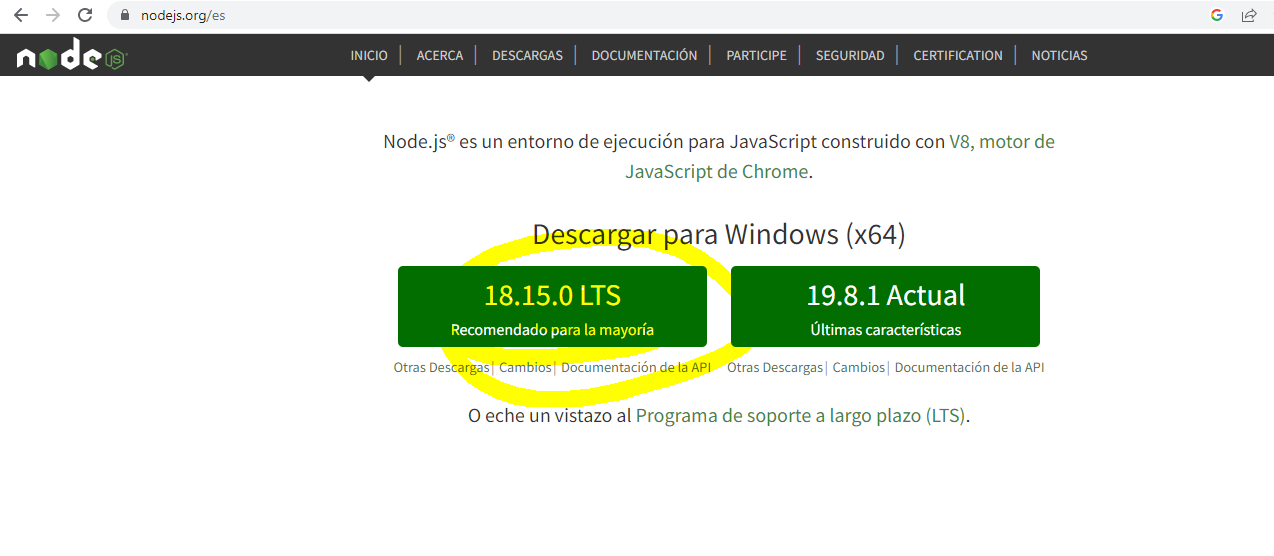 nodejs.org/es
node JS
INICIO | ACERCA | DESCARGAS | DOCUMENTACIÓN | PARTICIPE | SEGURIDAD | CERTIFICATION | NOTICIAS
Node.js® es un entorno de ejecución para JavaScript construido con V8, motor de
JavaScript de Chrome.
Descargar para Windows (x64)
18.15.0 LTS
Recomendado para la mayoría
Otras Descargas | Cambios | Documentación de la API
19.8.1 Actual
Últimas características
Otras Descargas | Cambios | Documentación de la API
O eche un vistazo al Programa de soporte a largo plazo (LTS).